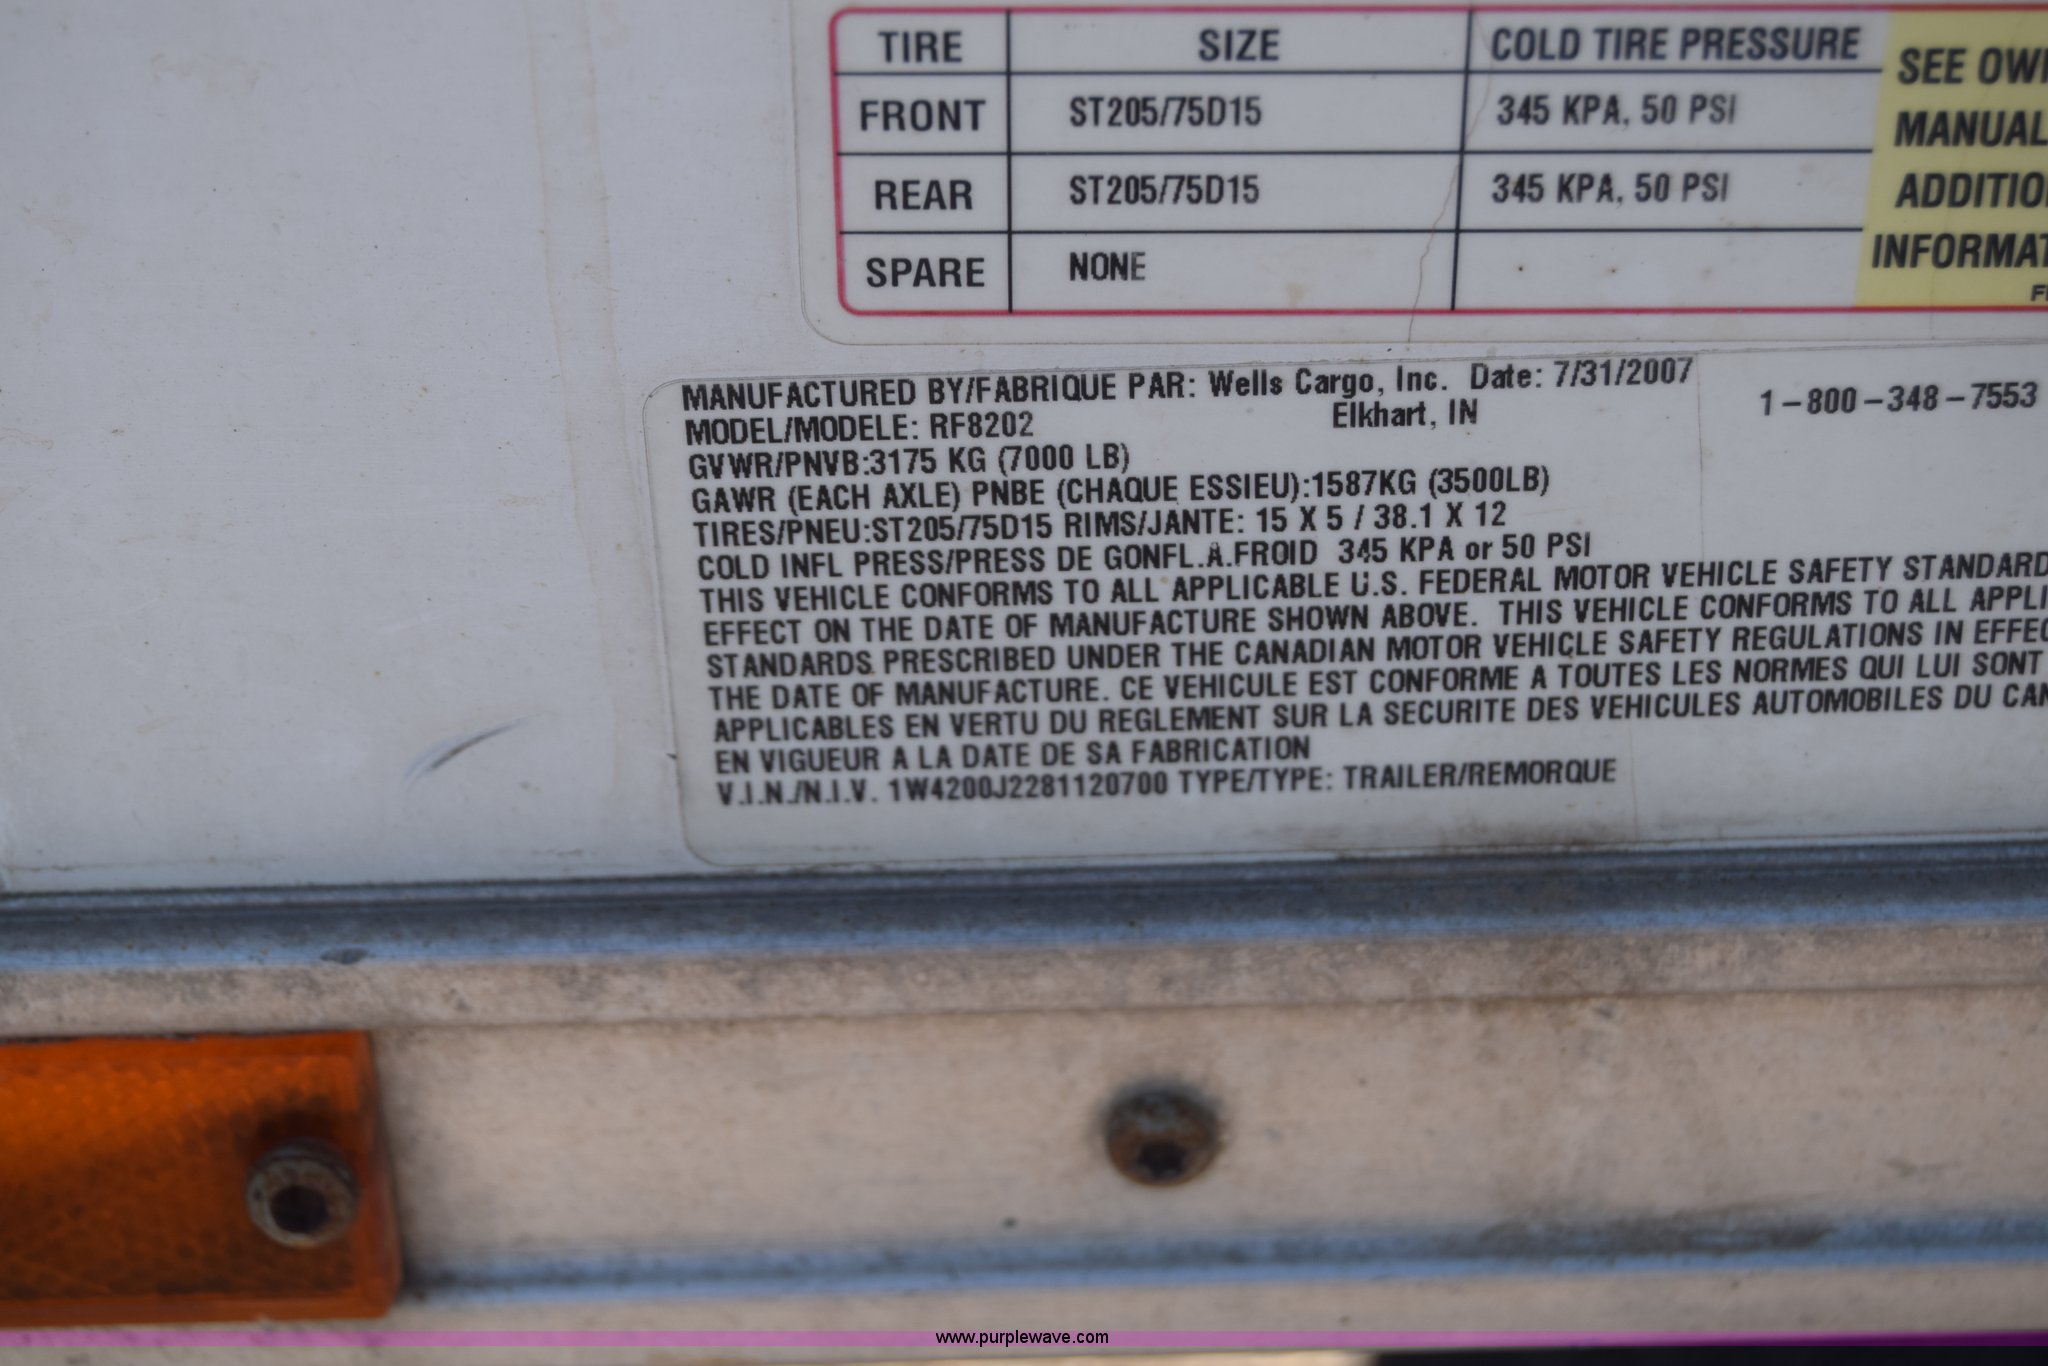 TIRE SIZE COLD TIRE PRESSURE
FRONT ST205/75D15 345 KPA, 50 PSI
REAR ST205/75D15 345 KPA, 50 PSI
SPARE NONE
SEE OW
MANUAL
ADDITIO
INFORMAT
MANUFACTURED BY/FABRIQUE PAR: Wells Cargo, Inc. Date: 7/31/2007
1-800-348-7553
MODEL/MODELE: RF8202 Elkhart, IN
GVWR/PNVB:3175 KG (7000 LB)
GAWR (EACH AXLE) PNBE (CHAQUE ESSIEU):1587KG (3500LB)
TIRES/PNEU:ST205/75D15 RIMS/JANTE: 15 X 5 / 38.1 X 12
COLD INFL PRESS/PRESS DE GONFL.A.FROID 345 KPA or 50 PSI
THIS VEHICLE CONFORMS TO ALL APPLICABLE U.S. FEDERAL MOTOR VEHICLE SAFETY STANDARD
EFFECT ON THE DATE OF MANUFACTURE SHOWN ABOVE. THIS VEHICLE CONFORMS TO ALL APPLI
STANDARDS PRESCRIBED UNDER THE CANADIAN MOTOR VEHICLE SAFETY REGULATIONS IN EFFEC
THE DATE OF MANUFACTURE. CE VEHICULE EST CONFORME A TOUTES LES NORMES QUI LUI SONT
APPLICABLES EN VERTU DU REGLEMENT SUR LA SECURITE DES VEHICULES AUTOMOBILES DU CAN
EN VIGUEUR A LA DATE DE SA FABRICATION
V.I.N./N.I.V. 1W4200J2281120700 TYPE/TYPE: TRAILER/REMORQUE
www.purplewave.com